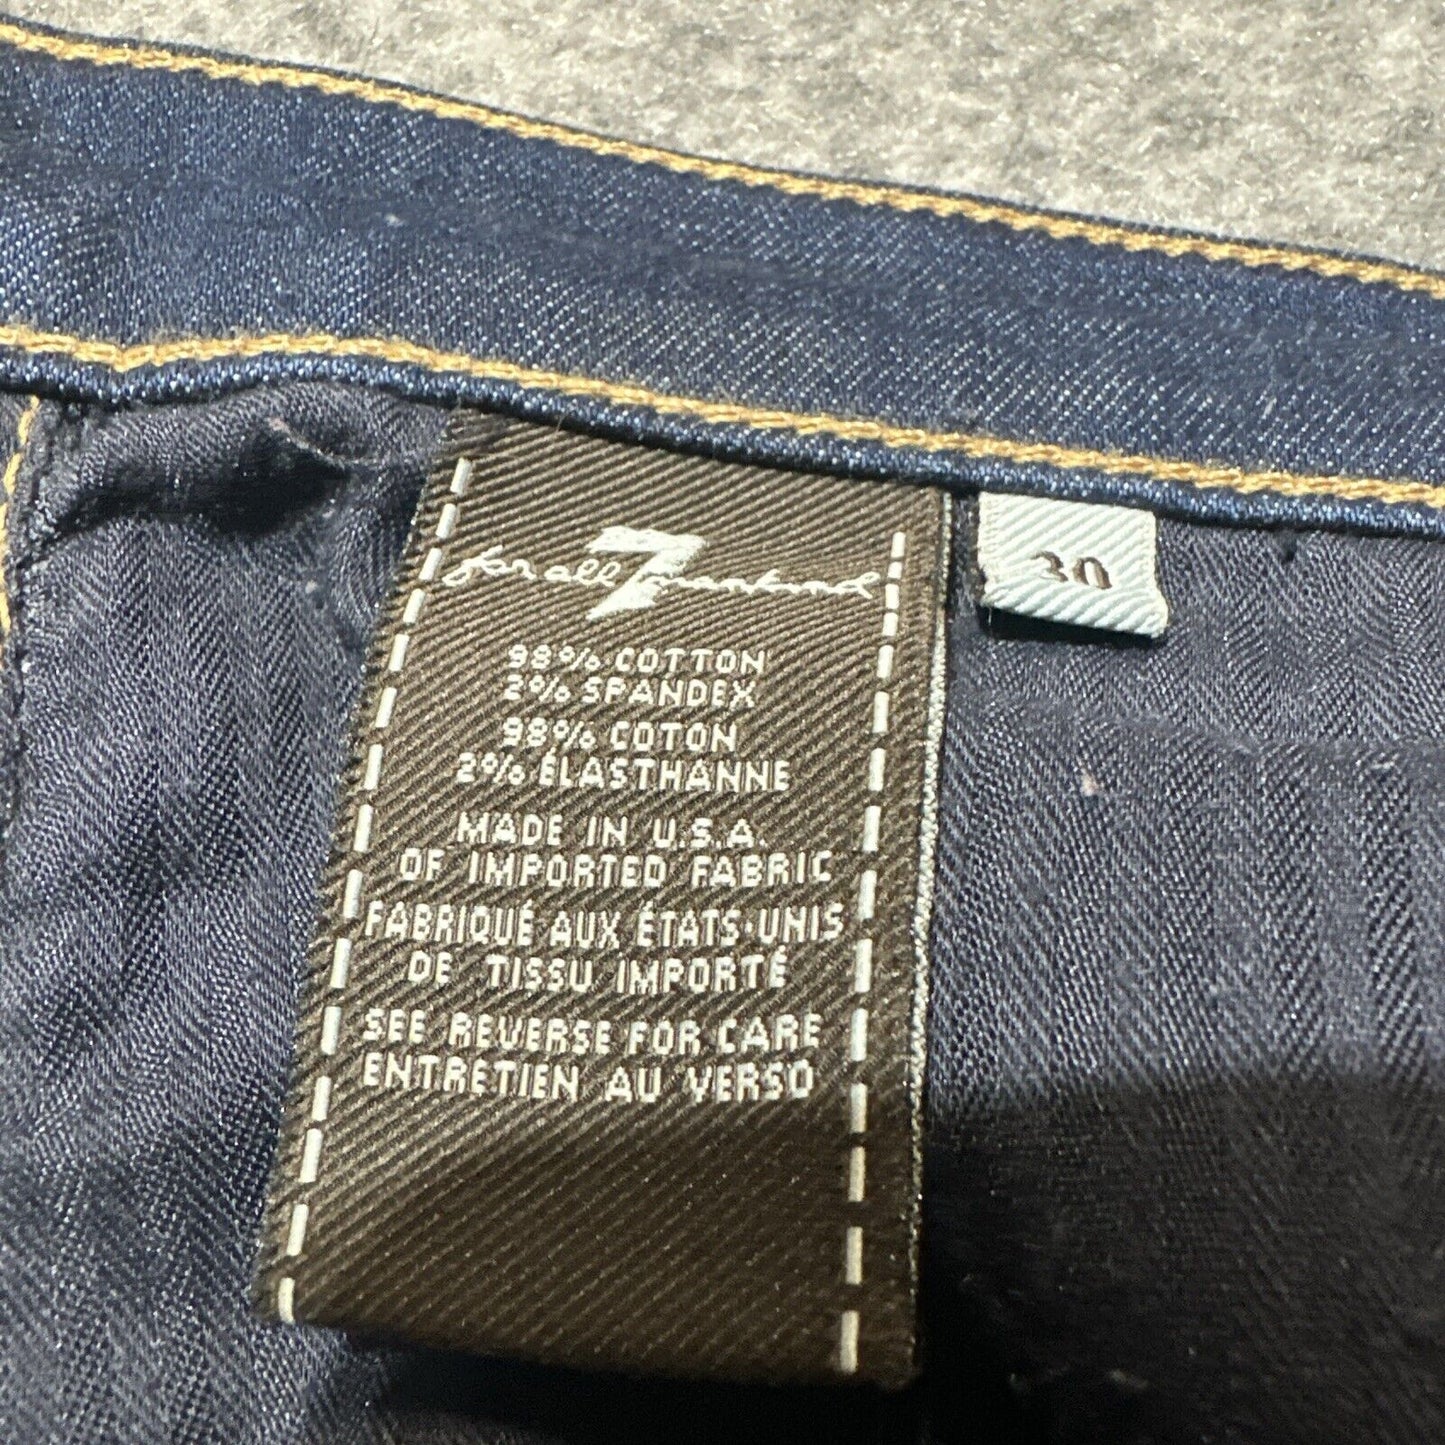 for all 7 mankind
98% COTTON
2% SPANDEX
98% COTON
2% ÉLASTHANNE
MADE IN U.S.A.
OF IMPORTED FABRIC
FABRIQUÉ AUX ÉTATS-UNIS
DE TISSU IMPORTÉ
SEE REVERSE FOR CARE
ENTRETIEN AU VERSO
30